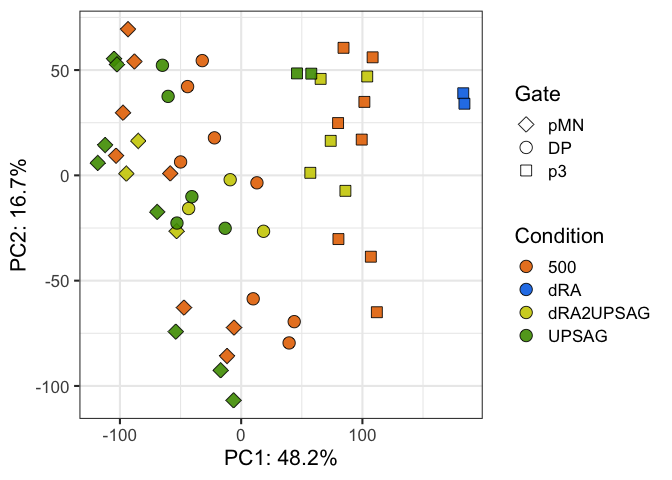 50
0
-50
-100
PC2: 16.7%
-100
0
100
PC1: 48.2%
Gate
pMN
DP
p3
Condition
500
dRA
dRA2UPSAG
UPSAG